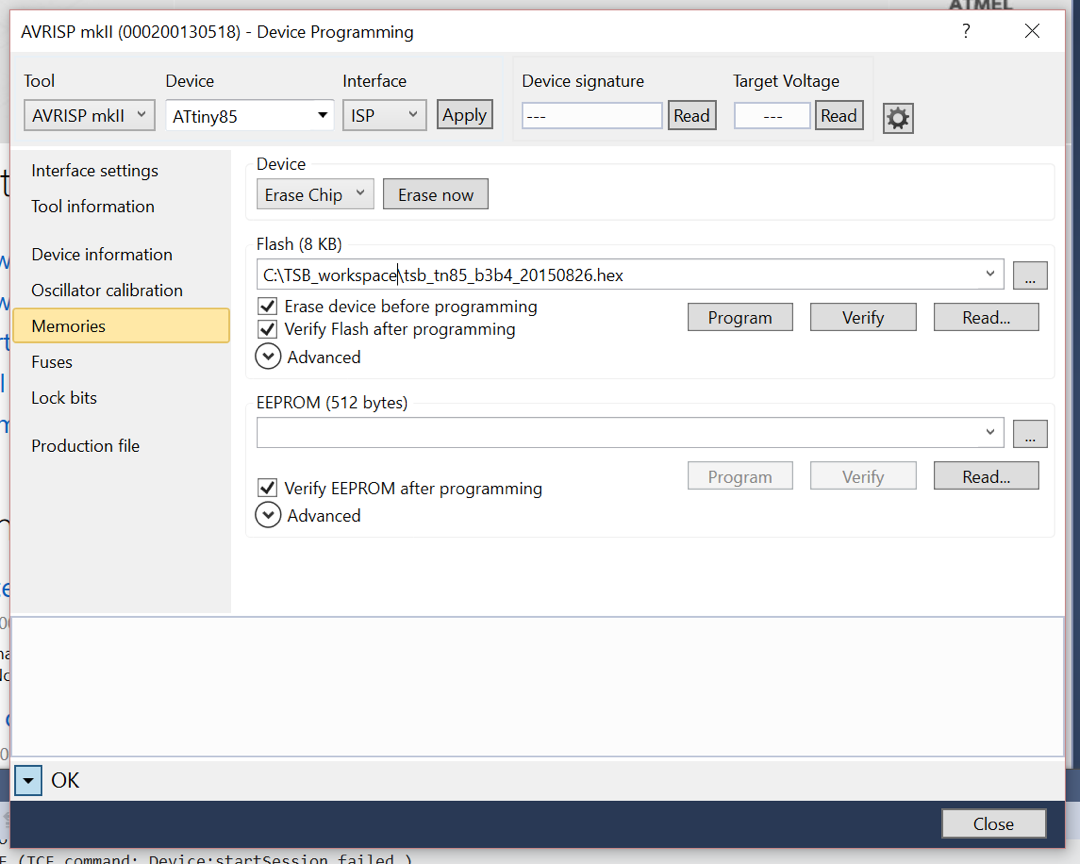 ATMEL
AVRISP mkII (000200130518) - Device Programming
?
Tool Device Interface Device signature Target Voltage
AVRISP mkII ATtiny85 ISP Apply --- Read --- Read
Interface settings
Tool information
Device information
Oscillator calibration
Memories
Fuses
Lock bits
Production file
Device
Erase Chip Erase now
Flash (8 KB)
C:\TSB_workspace\tsb_tn85_b3b4_20150826.hex ...
Erase device before programming
Verify Flash after programming
Program Verify Read...
Advanced
EEPROM (512 bytes)
...
Program Verify Read...
Verify EEPROM after programming
Advanced
OK
Close
(TCF command: Device:startSession failed.)